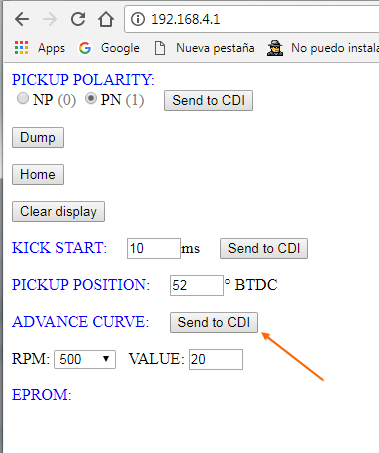 192.168.4.1
Apps Google Nueva pestaña No puedo instala
PICKUP POLARITY:
NP (0) PN (1) Send to CDI
Dump
Home
Clear display
KICK START: 10 ms Send to CDI
PICKUP POSITION: 52 ° BTDC
ADVANCE CURVE: Send to CDI
RPM: 500 VALUE: 20
EPROM: